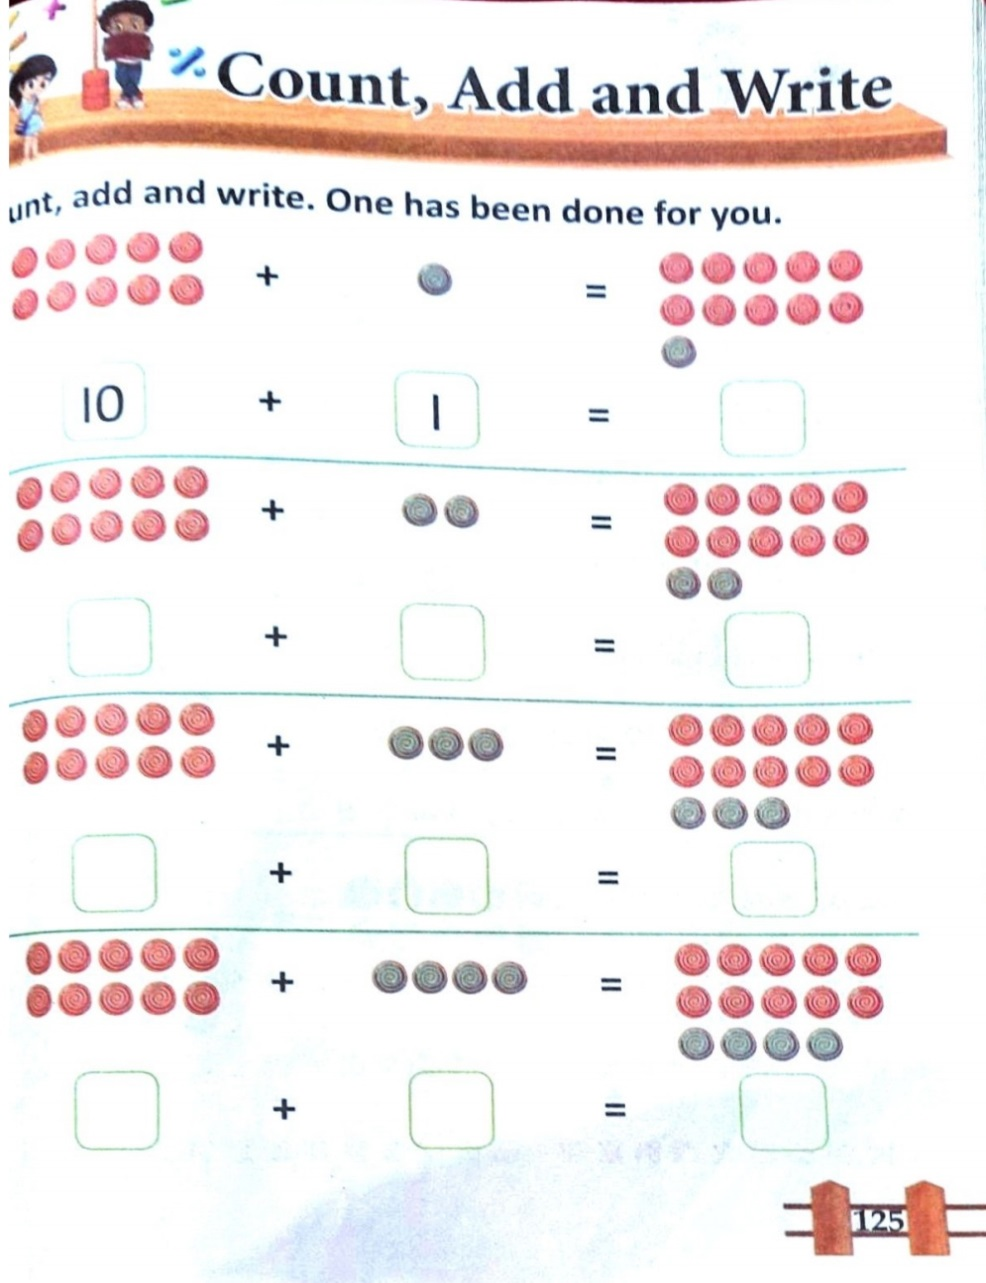 Count, Add and Write
unt, add and write. One has been done for you.
+ =
10 + 1 =
+ =
+ =
+ =
+ =
+ =
+ =
125